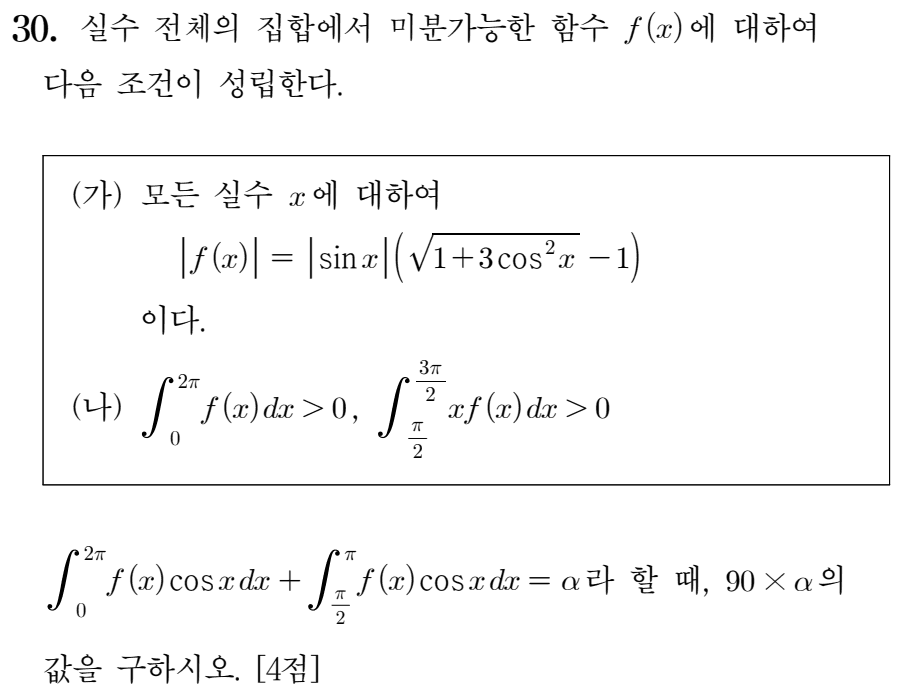 30. 실수 전체의 집합에서 미분가능한 함수 f(x)에 대하여
다음 조건이 성립한다.
(가) 모든 실수 x에 대하여
|f(x)| = |sin x|(√(1+3cos²x) − 1)
이다.
(나) ∫₀^{2π} f(x)dx > 0, ∫_{π/2}^{3π/2} xf(x)dx > 0
∫₀^{2π} f(x)cos x dx + ∫_{π/2}^{π} f(x)cos x dx = α라 할 때, 90×α의
값을 구하시오. [4점]